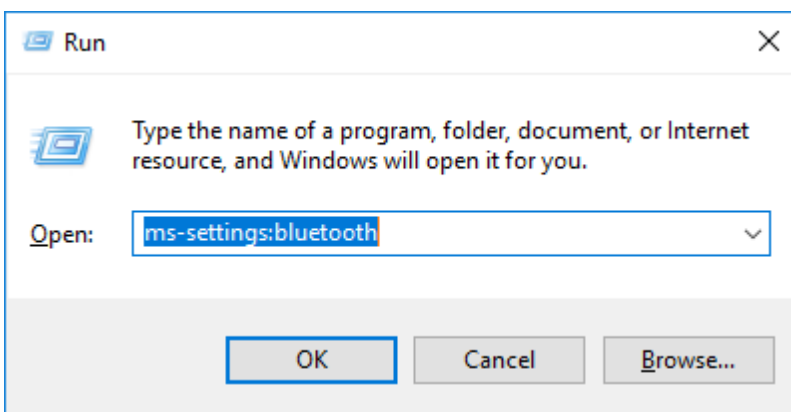 Run
Type the name of a program, folder, document, or Internet
resource, and Windows will open it for you.
Open: ms-settings:bluetooth
OK Cancel Browse...